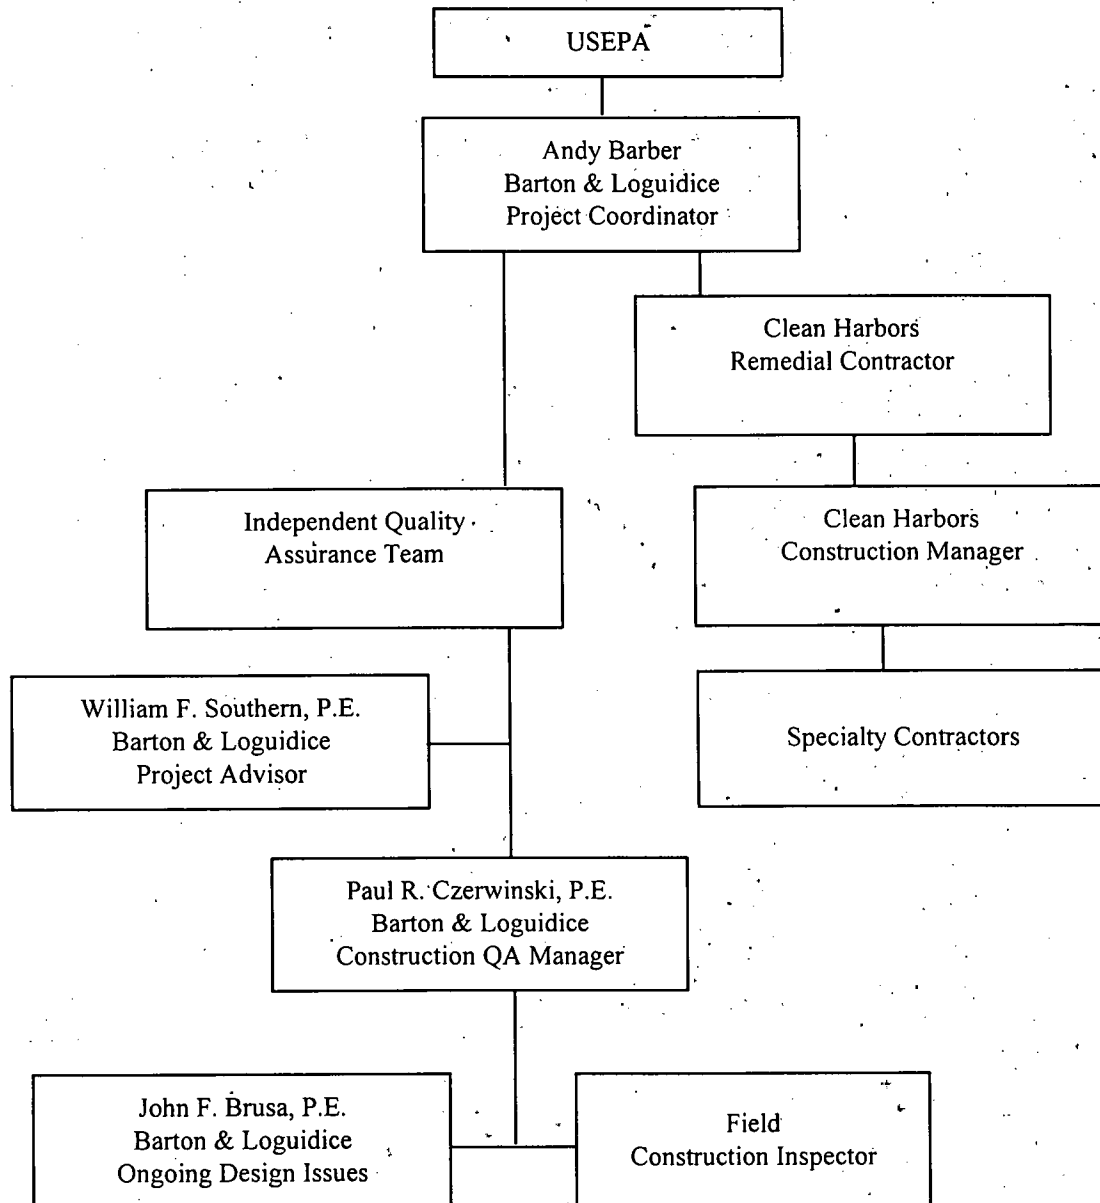 USEPA
Andy Barber
Barton & Loguidice
Project Coordinator
Clean Harbors
Remedial Contractor
Independent Quality
Assurance Team
Clean Harbors
Construction Manager
William F. Southern, P.E.
Barton & Loguidice
Project Advisor
Specialty Contractors
Paul R. Czerwinski, P.E.
Barton & Loguidice
Construction QA Manager
John F. Brusa, P.E.
Barton & Loguidice
Ongoing Design Issues
Field
Construction Inspector